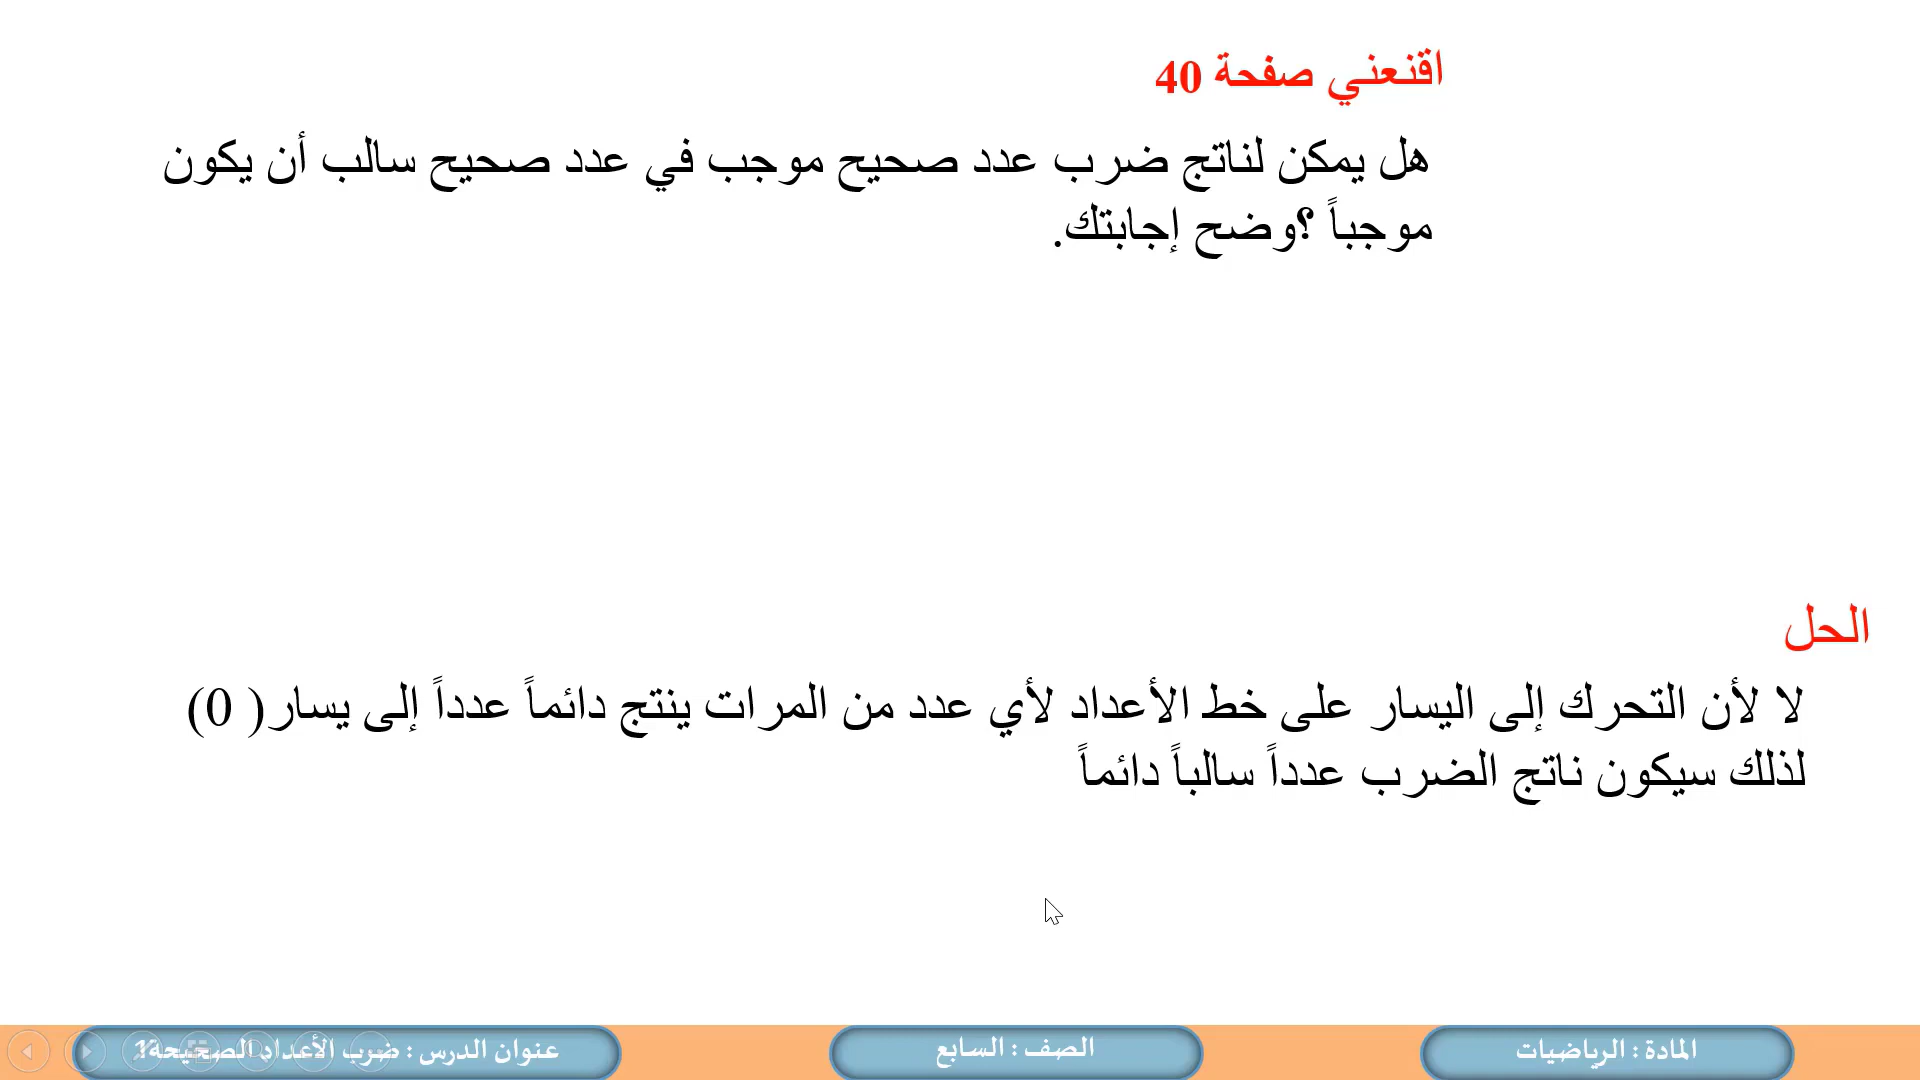 اقنعني صفحة 40
هل يمكن لناتج ضرب عدد صحيح موجب في عدد صحيح سالب أن يكون
موجباً ؟وضح إجابتك.
الحل
لا لأن التحرك إلى اليسار على خط الأعداد لأي عدد من المرات ينتج دائماً عدداً إلى يسار( 0)
لذلك سيكون ناتج الضرب عدداً سالباً دائماً
المادة : الرياضيات
الصف : السابع
عنوان الدرس : ضرب الأعداد الصحيحة